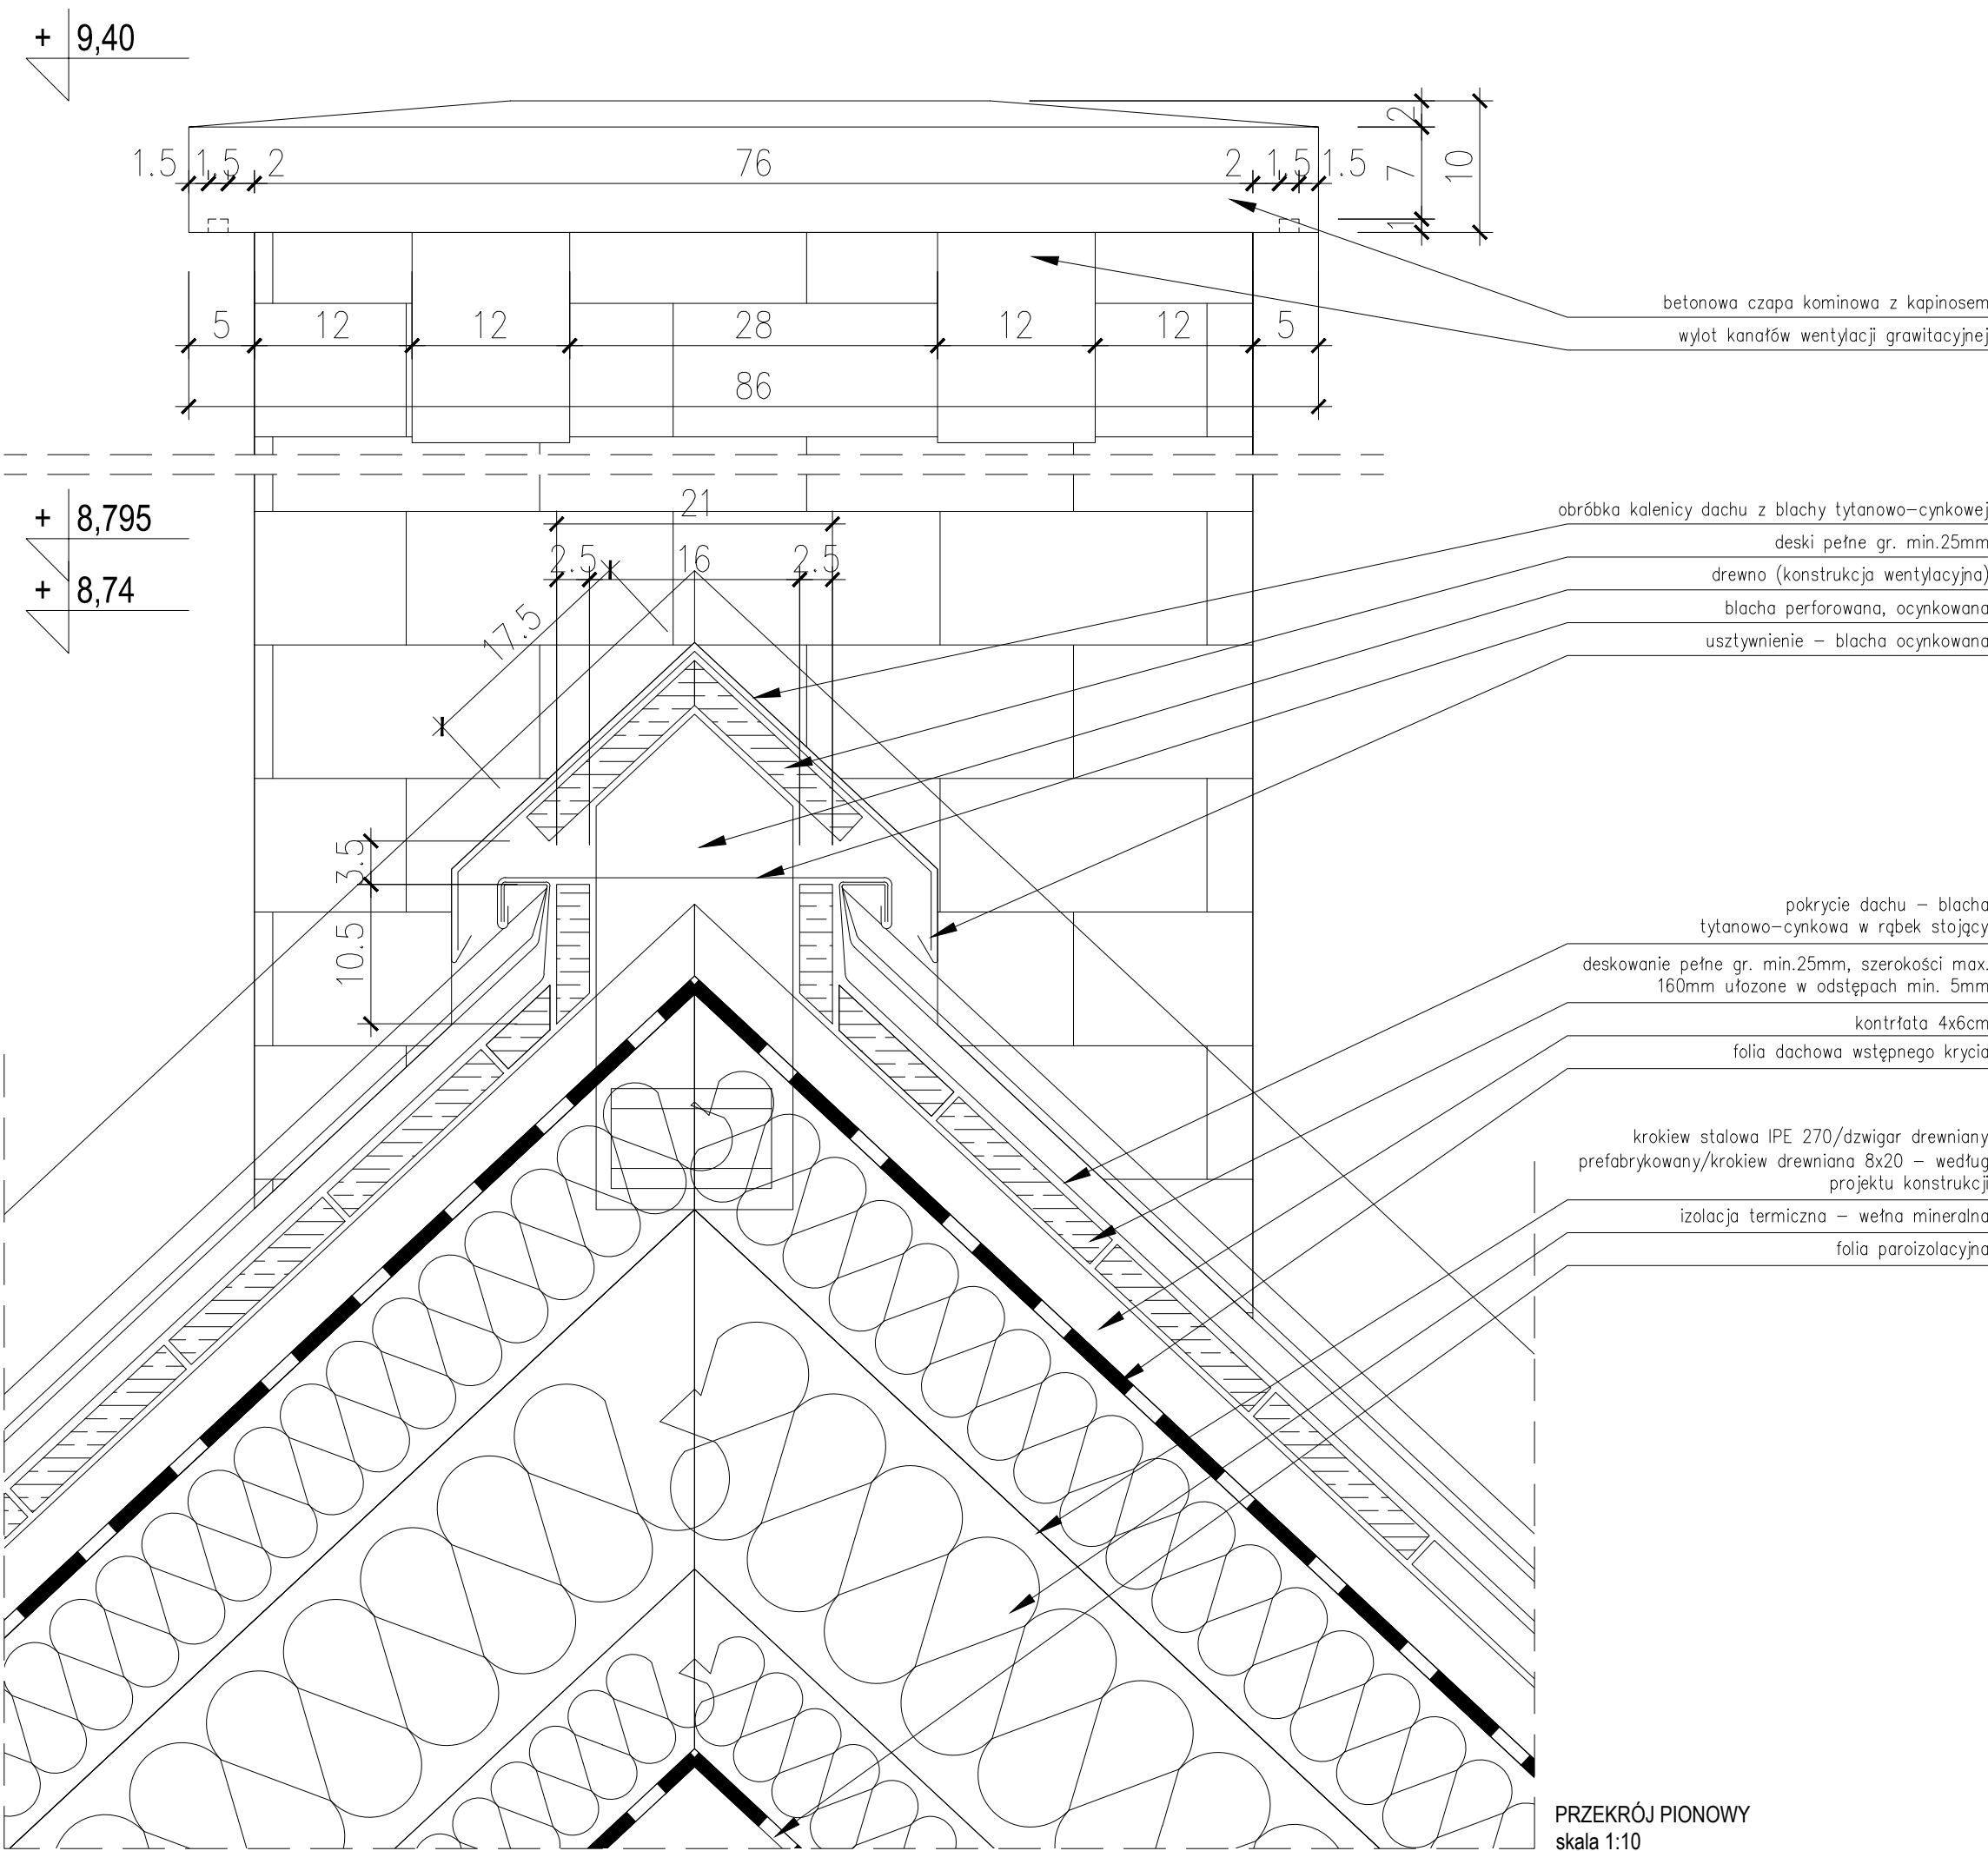 + 9,40
1.5 1.5 2 76 2 1.5 1.5
2
7
1
10
betonowa czapa kominowa z kapinosem
wylot kanałów wentylacji grawitacyjnej
5 12 12 28 12 12 5
86
+ 8,795
+ 8,74
21
2.5 16 2.5
17.5
3.5
10.5
obróbka kalenicy dachu z blachy tytanowo-cynkowej
deski pełne gr. min.25mm
drewno (konstrukcja wentylacyjna)
blacha perforowana, ocynkowana
usztywnienie - blacha ocynkowana
pokrycie dachu - blacha
tytanowo-cynkowa w rąbek stojący
deskowanie pełne gr. min.25mm, szerokości max.
160mm ułozone w odstępach min. 5mm
kontrłata 4x6cm
folia dachowa wstępnego krycia
krokiew stalowa IPE 270/dzwigar drewniany
prefabrykowany/krokiew drewniana 8x20 - według
projektu konstrukcji
izolacja termiczna - wełna mineralna
folia paroizolacyjna
PRZEKRÓJ PIONOWY
skala 1:10